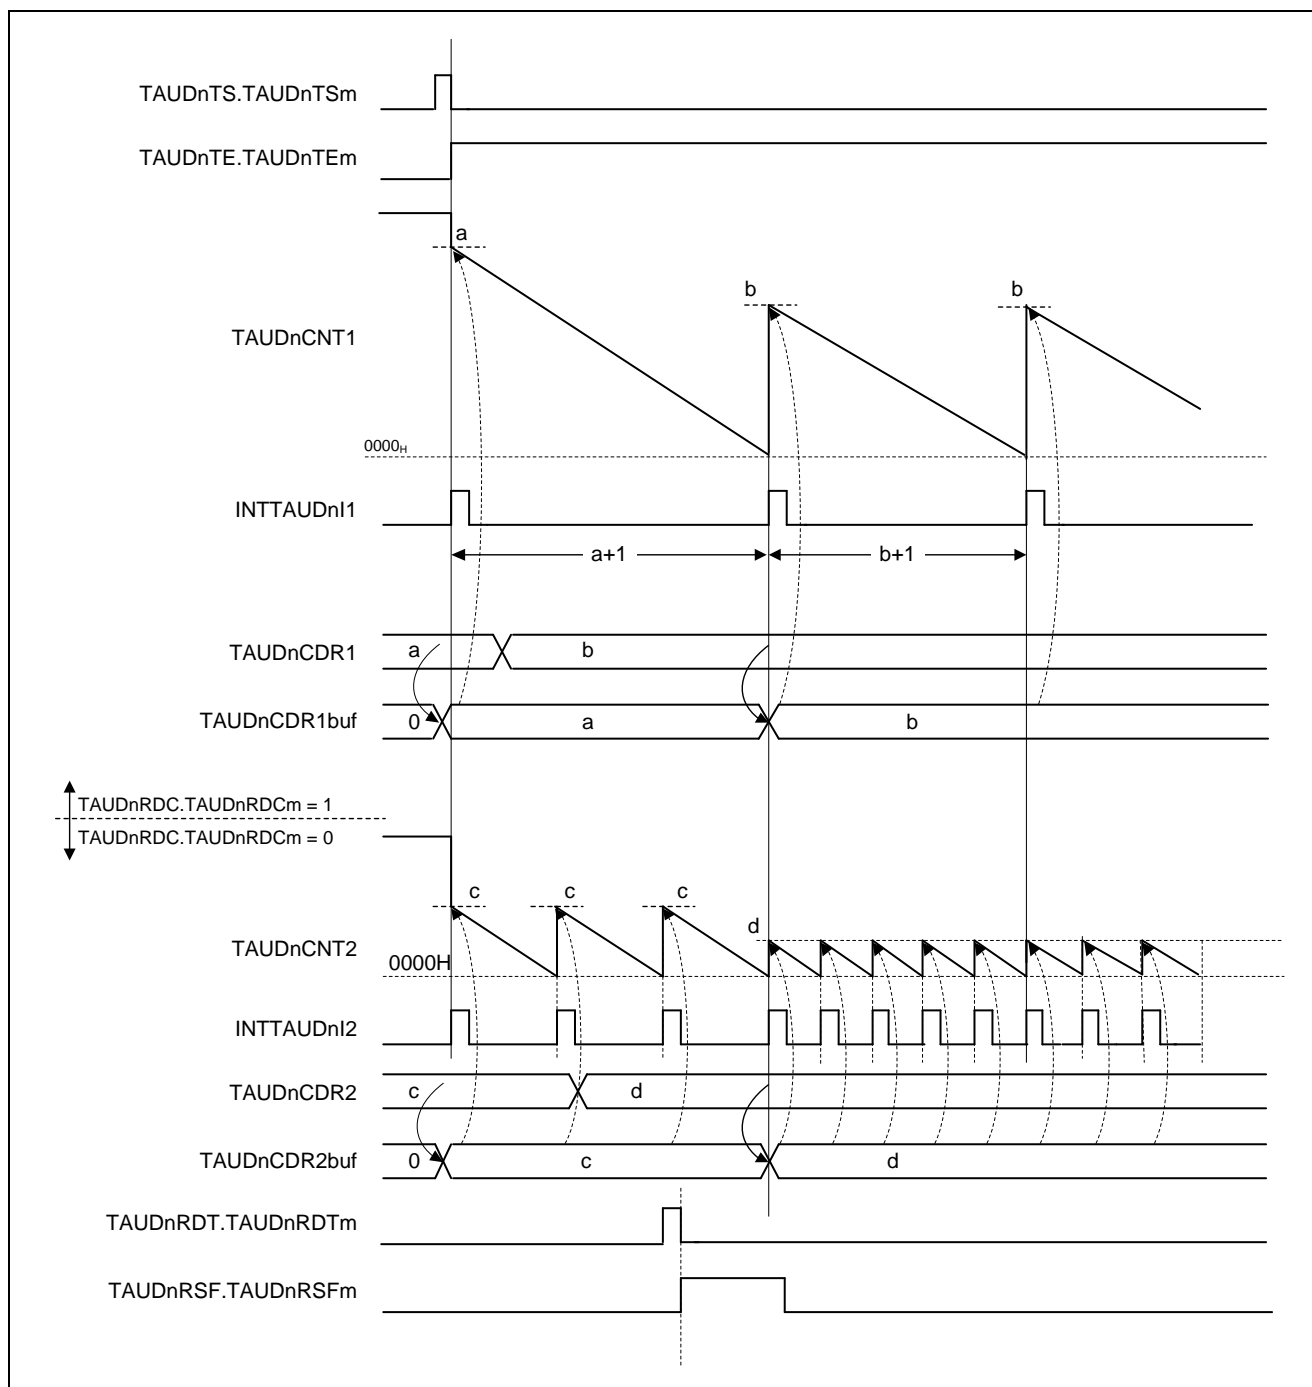 TAUDnTS.TAUDnTSm
TAUDnTE.TAUDnTEm
a
b b
TAUDnCNT1
0000H
INTTAUDnI1
a+1 b+1
TAUDnCDR1 a b
TAUDnCDR1buf 0 a b
TAUDnRDC.TAUDnRDCm = 1
TAUDnRDC.TAUDnRDCm = 0
c c c
d
TAUDnCNT2
0000H
INTTAUDnI2
TAUDnCDR2 c d
TAUDnCDR2buf 0 c d
TAUDnRDT.TAUDnRDTm
TAUDnRSF.TAUDnRSFm